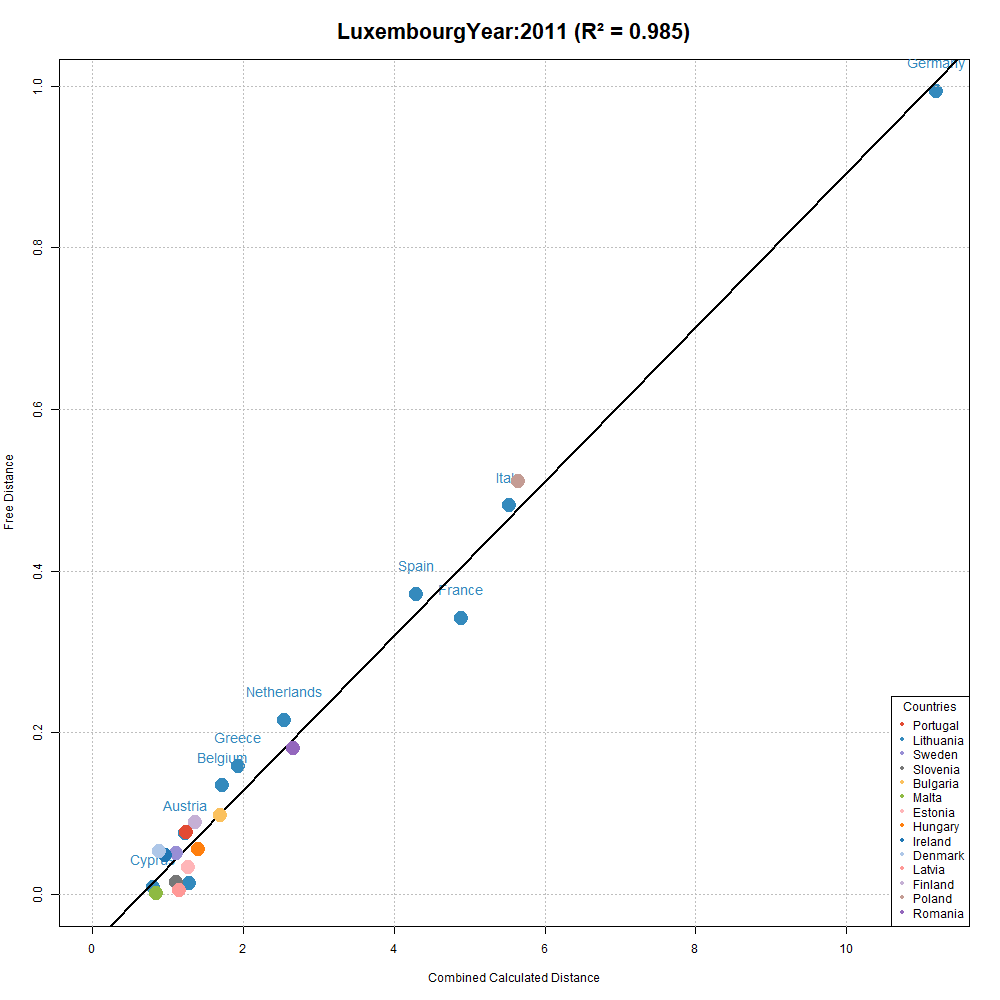 LuxembourgYear:2011 (R² = 0.985)
Germany
Italy
Spain
France
Netherlands
Greece
Belgium
Austria
Cyprus
1.0
0.8
0.6
0.4
0.2
0.0
Free Distance
0 2 4 6 8 10
Combined Calculated Distance
Countries
Portugal
Lithuania
Sweden
Slovenia
Bulgaria
Malta
Estonia
Hungary
Ireland
Denmark
Latvia
Finland
Poland
Romania